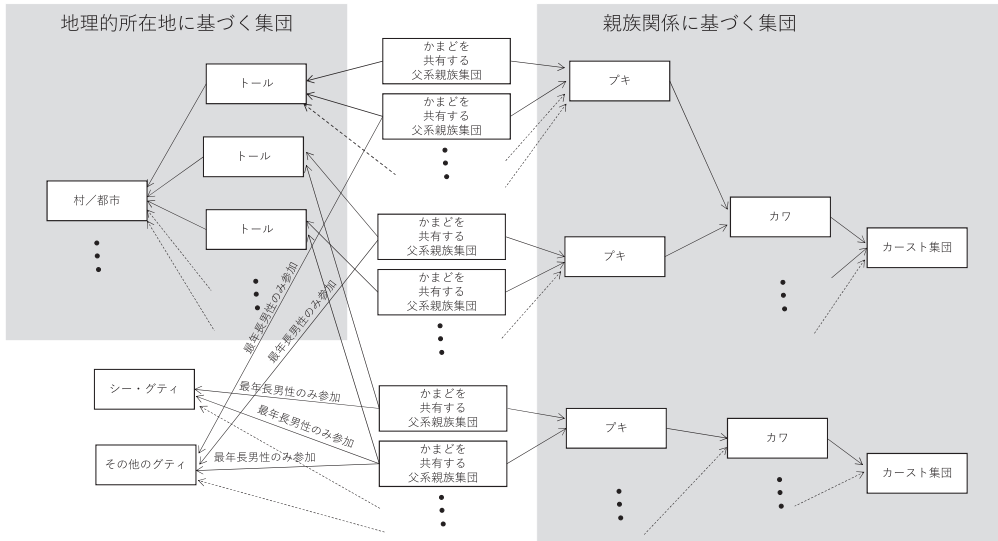 地理的所在地に基づく集団
親族関係に基づく集団
トール
トール
トール
村／都市
かまどを
共有する
父系親族集団
かまどを
共有する
父系親族集団
かまどを
共有する
父系親族集団
かまどを
共有する
父系親族集団
かまどを
共有する
父系親族集団
かまどを
共有する
父系親族集団
プキ
プキ
プキ
カワ
カワ
カースト集団
カースト集団
最年長男性のみ参加
最年長男性のみ参加
最年長男性のみ参加
最年長男性のみ参加
最年長男性のみ参加
シー・グティ
その他のグティ